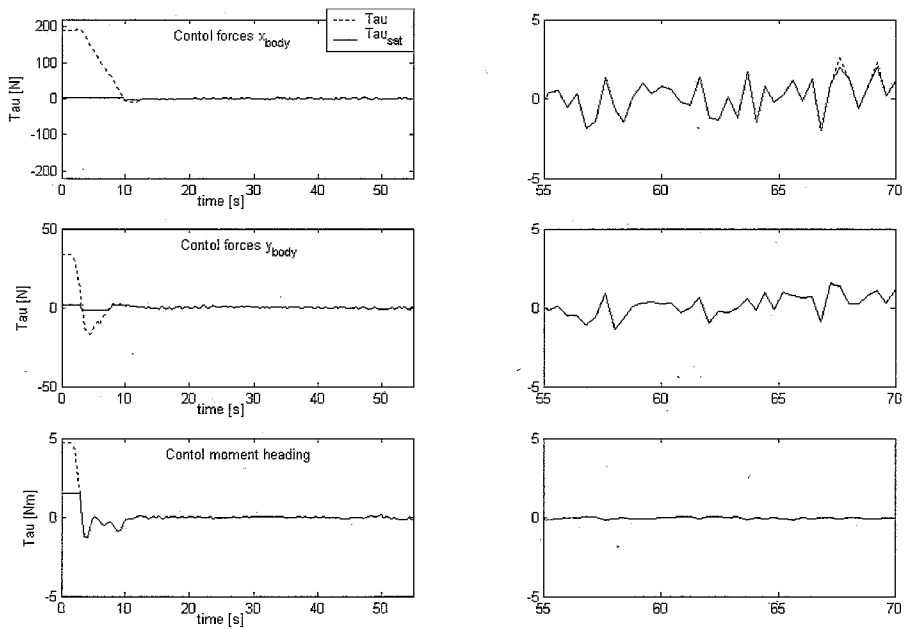 Tau
Tau_sat
Contol forces x_body
Tau [N]
200
100
0
-100
-200
0 10 20 30 40 50
time [s]
5
0
-5
55 60 65 70
Contol forces y_body
Tau [N]
50
0
-50
0 10 20 30 40 50
time [s]
5
0
-5
55 60 65 70
Contol moment heading
Tau [Nm]
5
0
-5
0 10 20 30 40 50
time [s]
5
0
-5
55 60 65 70